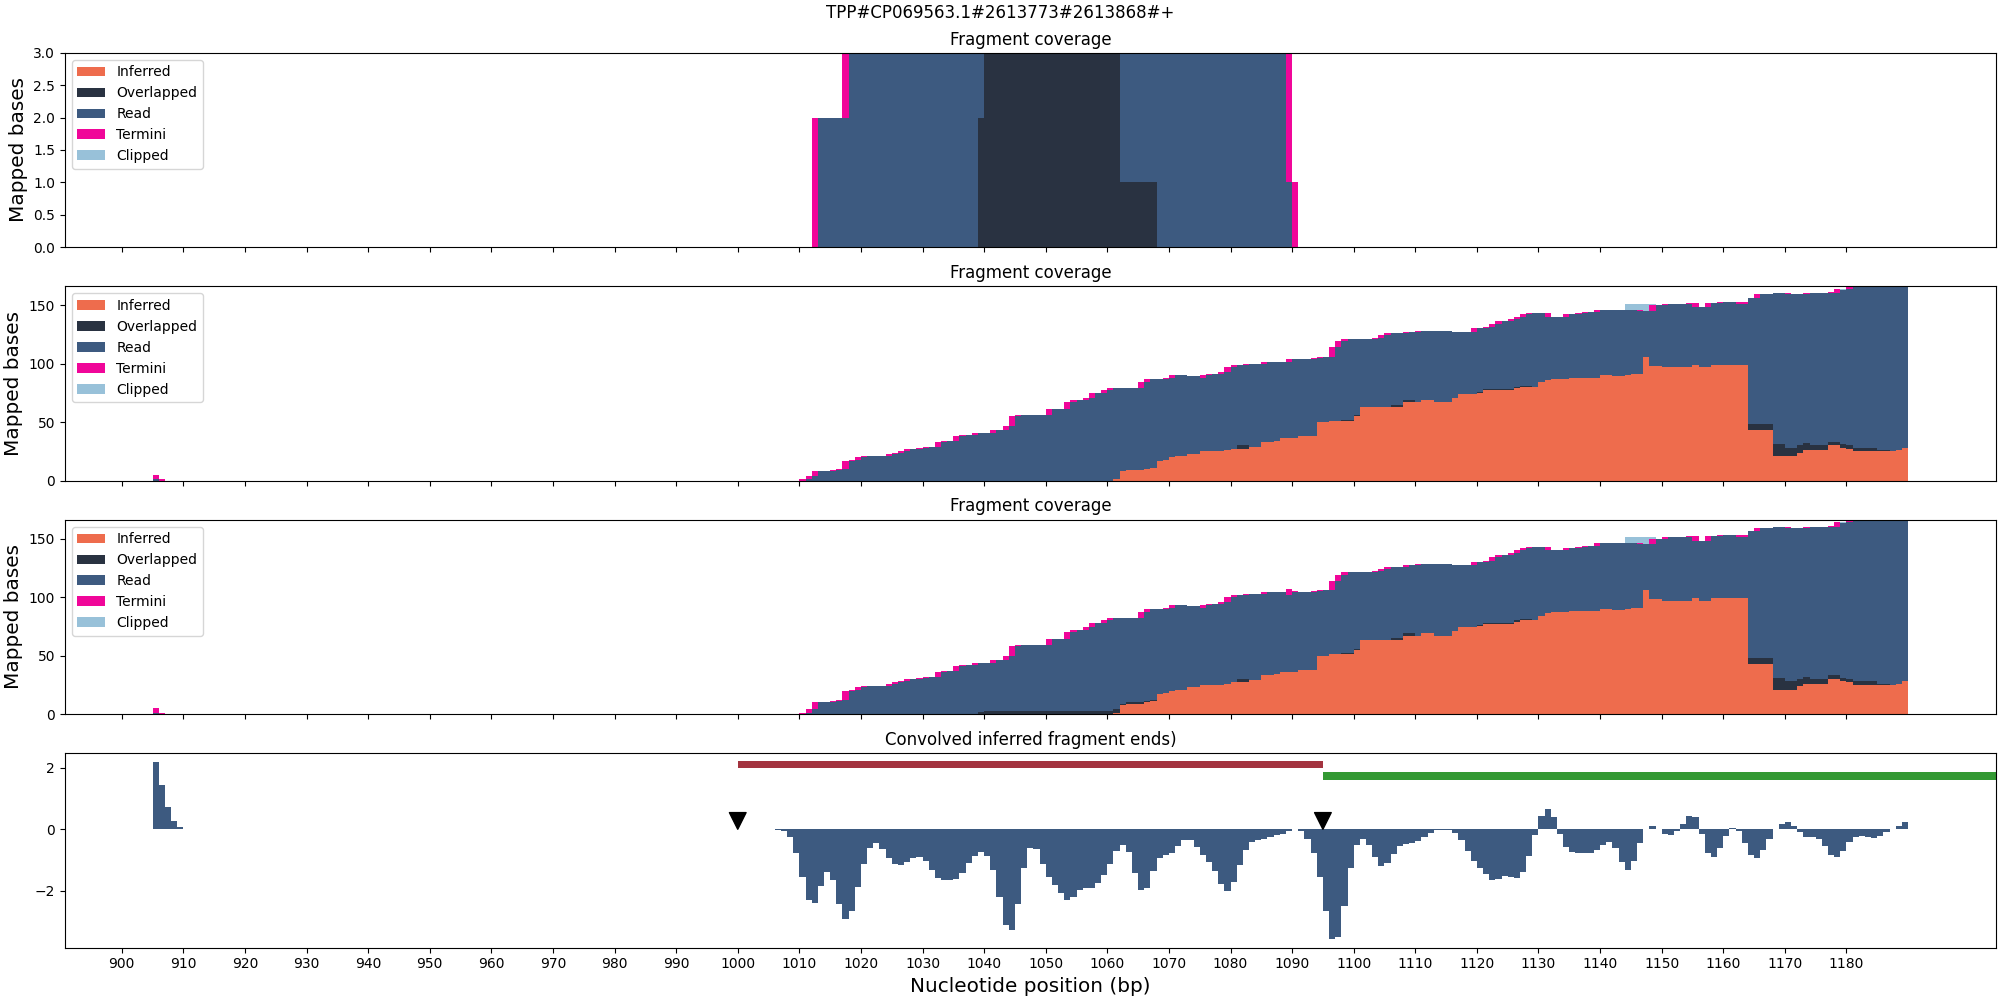 TPP#CP069563.1#2613773#2613868#+
Fragment coverage
Mapped bases
3.0
2.5
2.0
1.5
1.0
0.5
0.0
Inferred
Overlapped
Read
Termini
Clipped
Fragment coverage
Mapped bases
150
100
50
0
Inferred
Overlapped
Read
Termini
Clipped
Fragment coverage
Mapped bases
150
100
50
0
Inferred
Overlapped
Read
Termini
Clipped
Convolved inferred fragment ends)
2
0
−2
900 910 920 930 940 950 960 970 980 990 1000 1010 1020 1030 1040 1050 1060 1070 1080 1090 1100 1110 1120 1130 1140 1150 1160 1170 1180
Nucleotide position (bp)